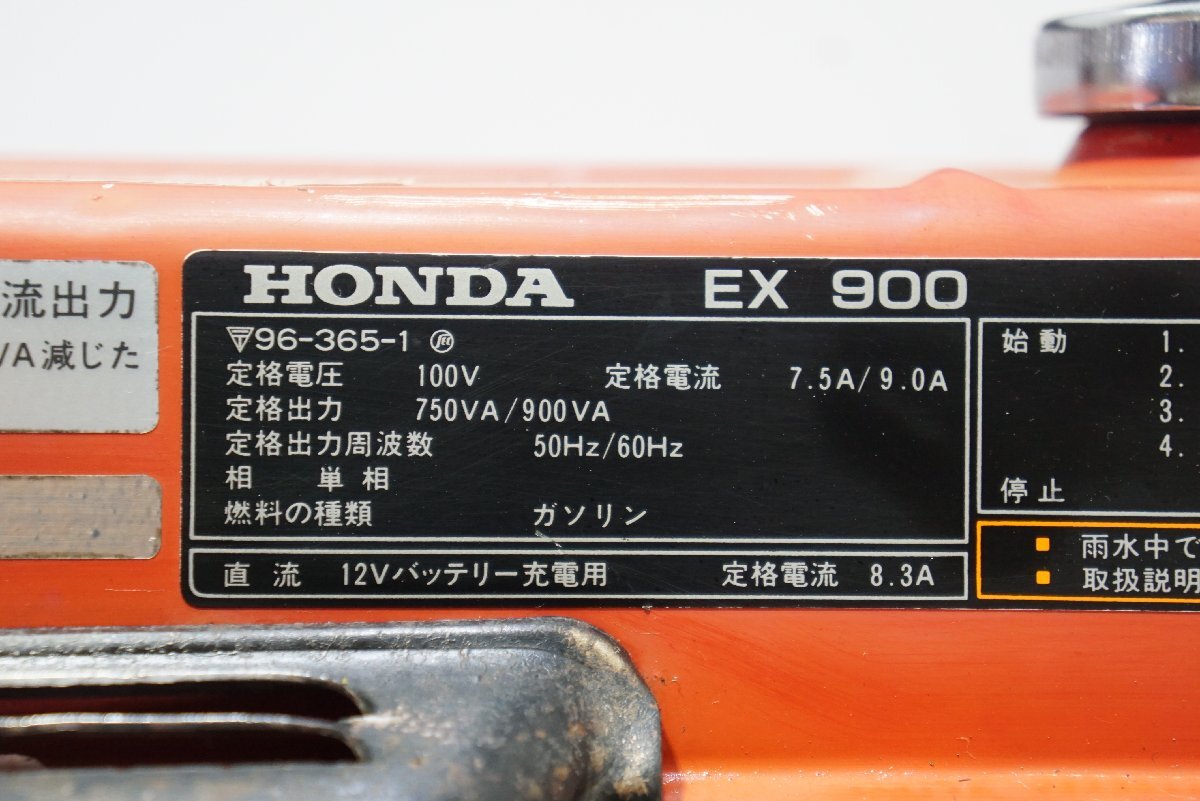 流出力
VA減じた
HONDA EX 900
96-365-1
定格電圧 100V 定格電流 7.5A/9.0A
定格出力 750VA/900VA
定格出力周波数 50Hz/60Hz
相 単相
燃料の種類 ガソリン
直流 12Vバッテリー充電用 定格電流 8.3A
始動 1.
2.
3.
4.
停止
雨水中で
取扱説明